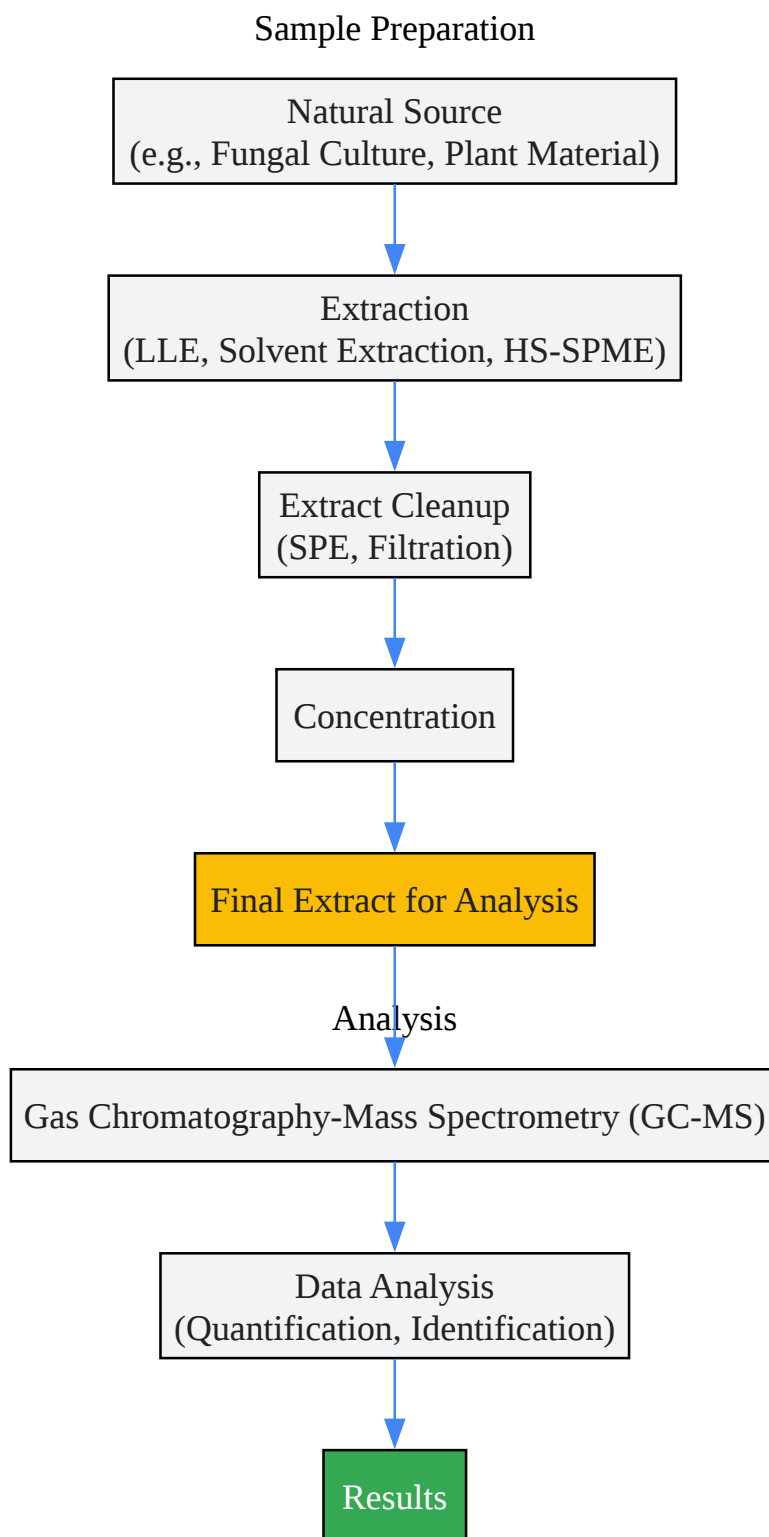 Sample Preparation
Natural Source
(e.g., Fungal Culture, Plant Material)
Extraction
(LLE, Solvent Extraction, HS-SPME)
Extract Cleanup
(SPE, Filtration)
Concentration
Final Extract for Analysis
Analysis
Gas Chromatography-Mass Spectrometry (GC-MS)
Data Analysis
(Quantification, Identification)
Results